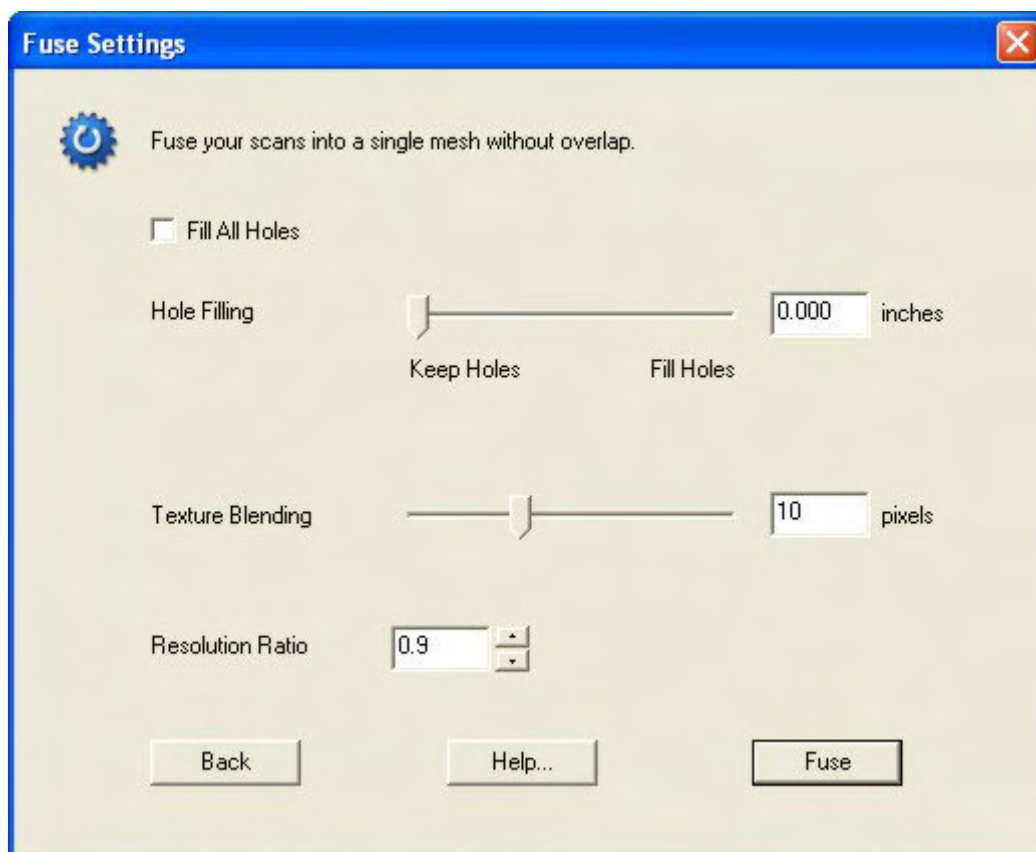 Fuse Settings
Fuse your scans into a single mesh without overlap.
Fill All Holes
Hole Filling 0.000 inches
Keep Holes Fill Holes
Texture Blending 10 pixels
Resolution Ratio 0.9
Back Help... Fuse